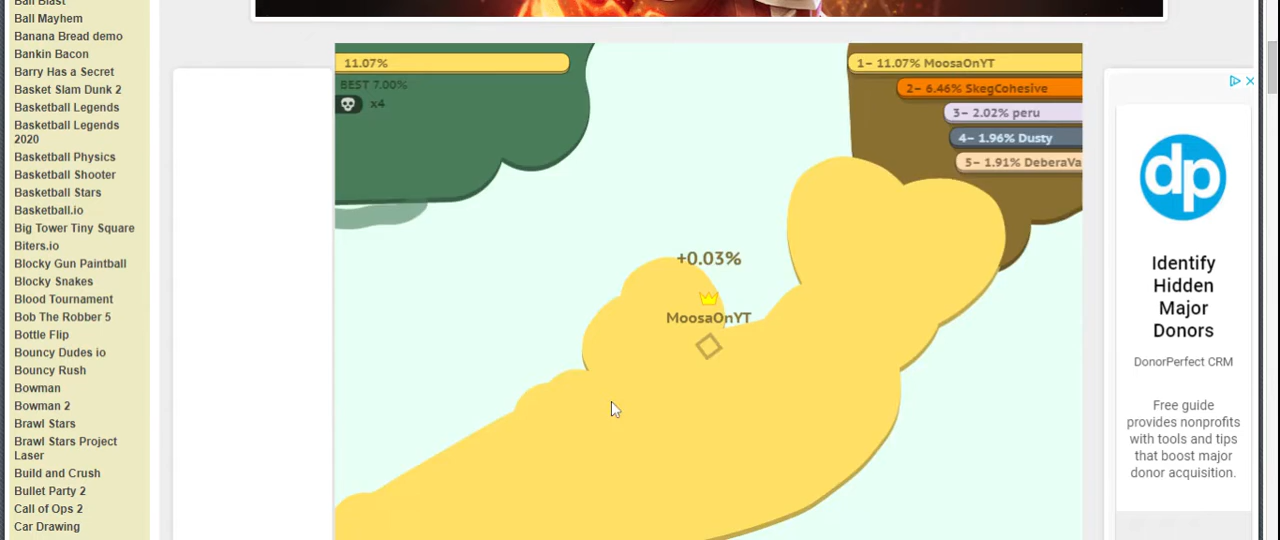 Ball Blast
Ball Mayhem
Banana Bread demo
Bankin Bacon
Barry Has a Secret
Basket Slam Dunk 2
Basketball Legends
Basketball Legends
2020
Basketball Physics
Basketball Shooter
Basketball Stars
Basketball.io
Big Tower Tiny Square
Biters.io
Blocky Gun Paintball
Blocky Snakes
Blood Tournament
Bob The Robber 5
Bottle Flip
Bouncy Dudes io
Bouncy Rush
Bowman
Bowman 2
Brawl Stars
Brawl Stars Project
Laser
Build and Crush
Bullet Party 2
Call of Ops 2
Car Drawing
11.07%
BEST 7.00%
x4
1- 11.07% MoosaOnYT
2- 6.46% SkegCohesive
3- 2.02% peru
4- 1.96% Dusty
5- 1.91% DeberaVa
+0.03%
MoosaOnYT
dp
Identify
Hidden
Major
Donors
DonorPerfect CRM
Free guide
provides nonprofits
with tools and tips
that boost major
donor acquisition.